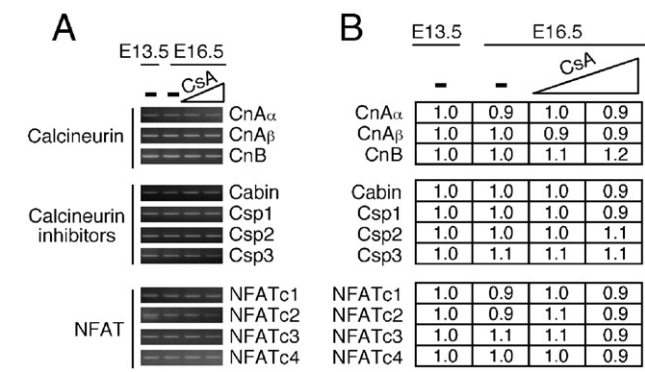 A
E13.5 E16.5
CsA
- -
Calcineurin
CnAα
CnAβ
CnB
Calcineurin
inhibitors
Cabin
Csp1
Csp2
Csp3
NFAT
NFATc1
NFATc2
NFATc3
NFATc4
B
E13.5 E16.5
CsA
- -
CnAα 1.0 0.9 1.0 0.9
CnAβ 1.0 1.0 0.9 0.9
CnB 1.0 1.0 1.1 1.2
Cabin 1.0 1.0 1.0 0.9
Csp1 1.0 1.0 1.0 0.9
Csp2 1.0 1.0 1.0 1.1
Csp3 1.0 1.1 1.1 1.1
NFATc1 1.0 0.9 1.0 0.9
NFATc2 1.0 0.9 1.1 0.9
NFATc3 1.0 1.1 1.1 0.9
NFATc4 1.0 1.0 1.0 0.9